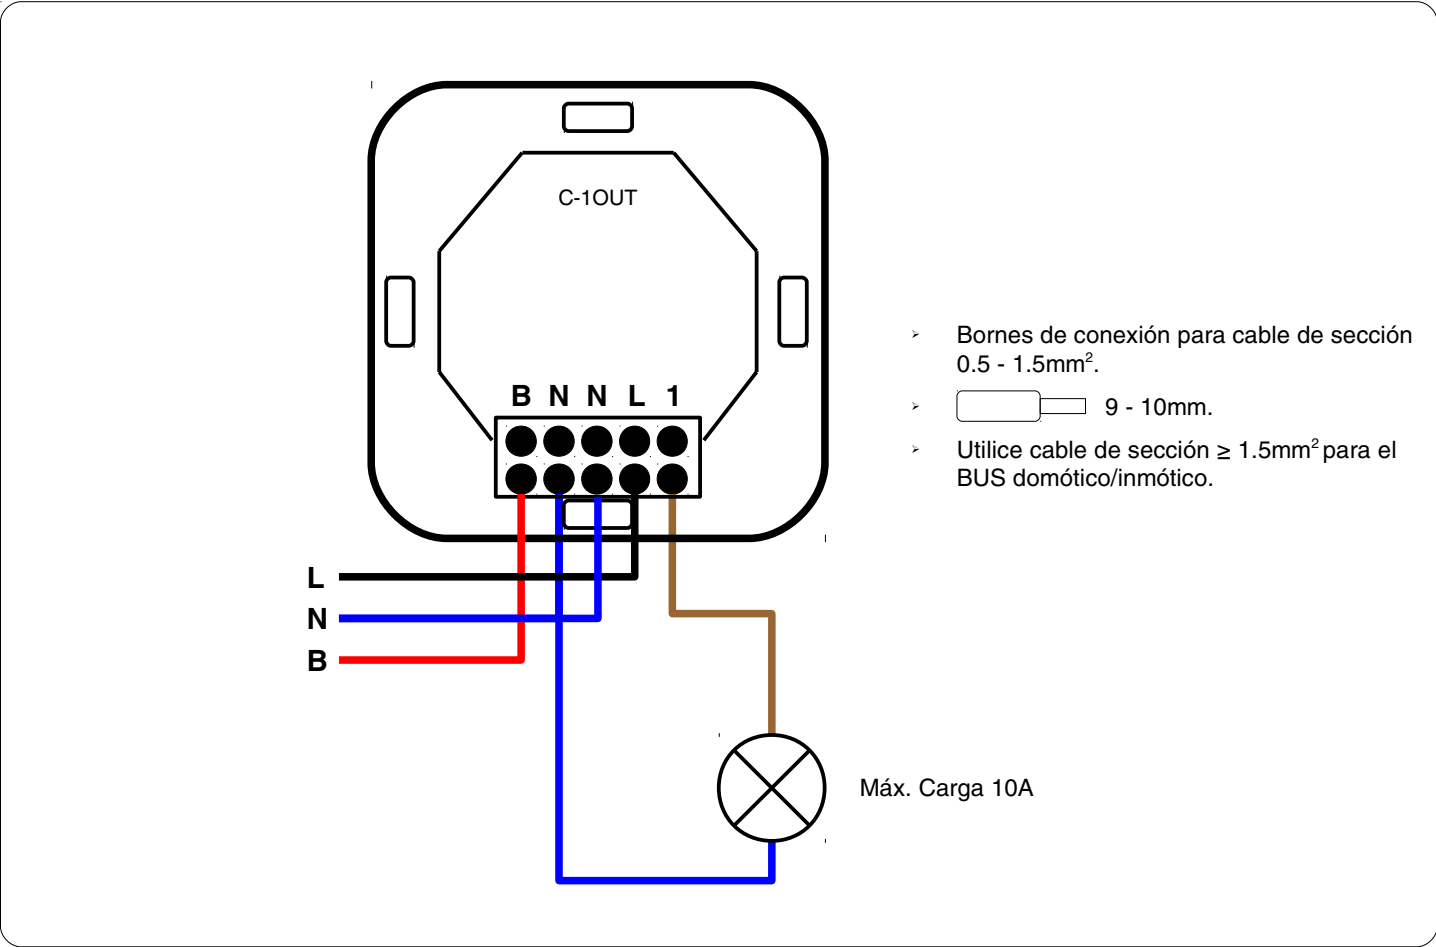 C-1OUT
B N N L 1
L
N
B
Bornes de conexión para cable de sección
0.5 - 1.5mm².
9 - 10mm.
Utilice cable de sección ≥ 1.5mm² para el
BUS domótico/inmótico.
Máx. Carga 10A